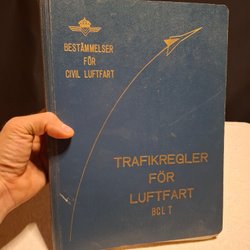 BESTÄMMELSER
FÖR
CIVIL LUFTFART
TRAFIKREGLER
FÖR
LUFTFART
BCL T